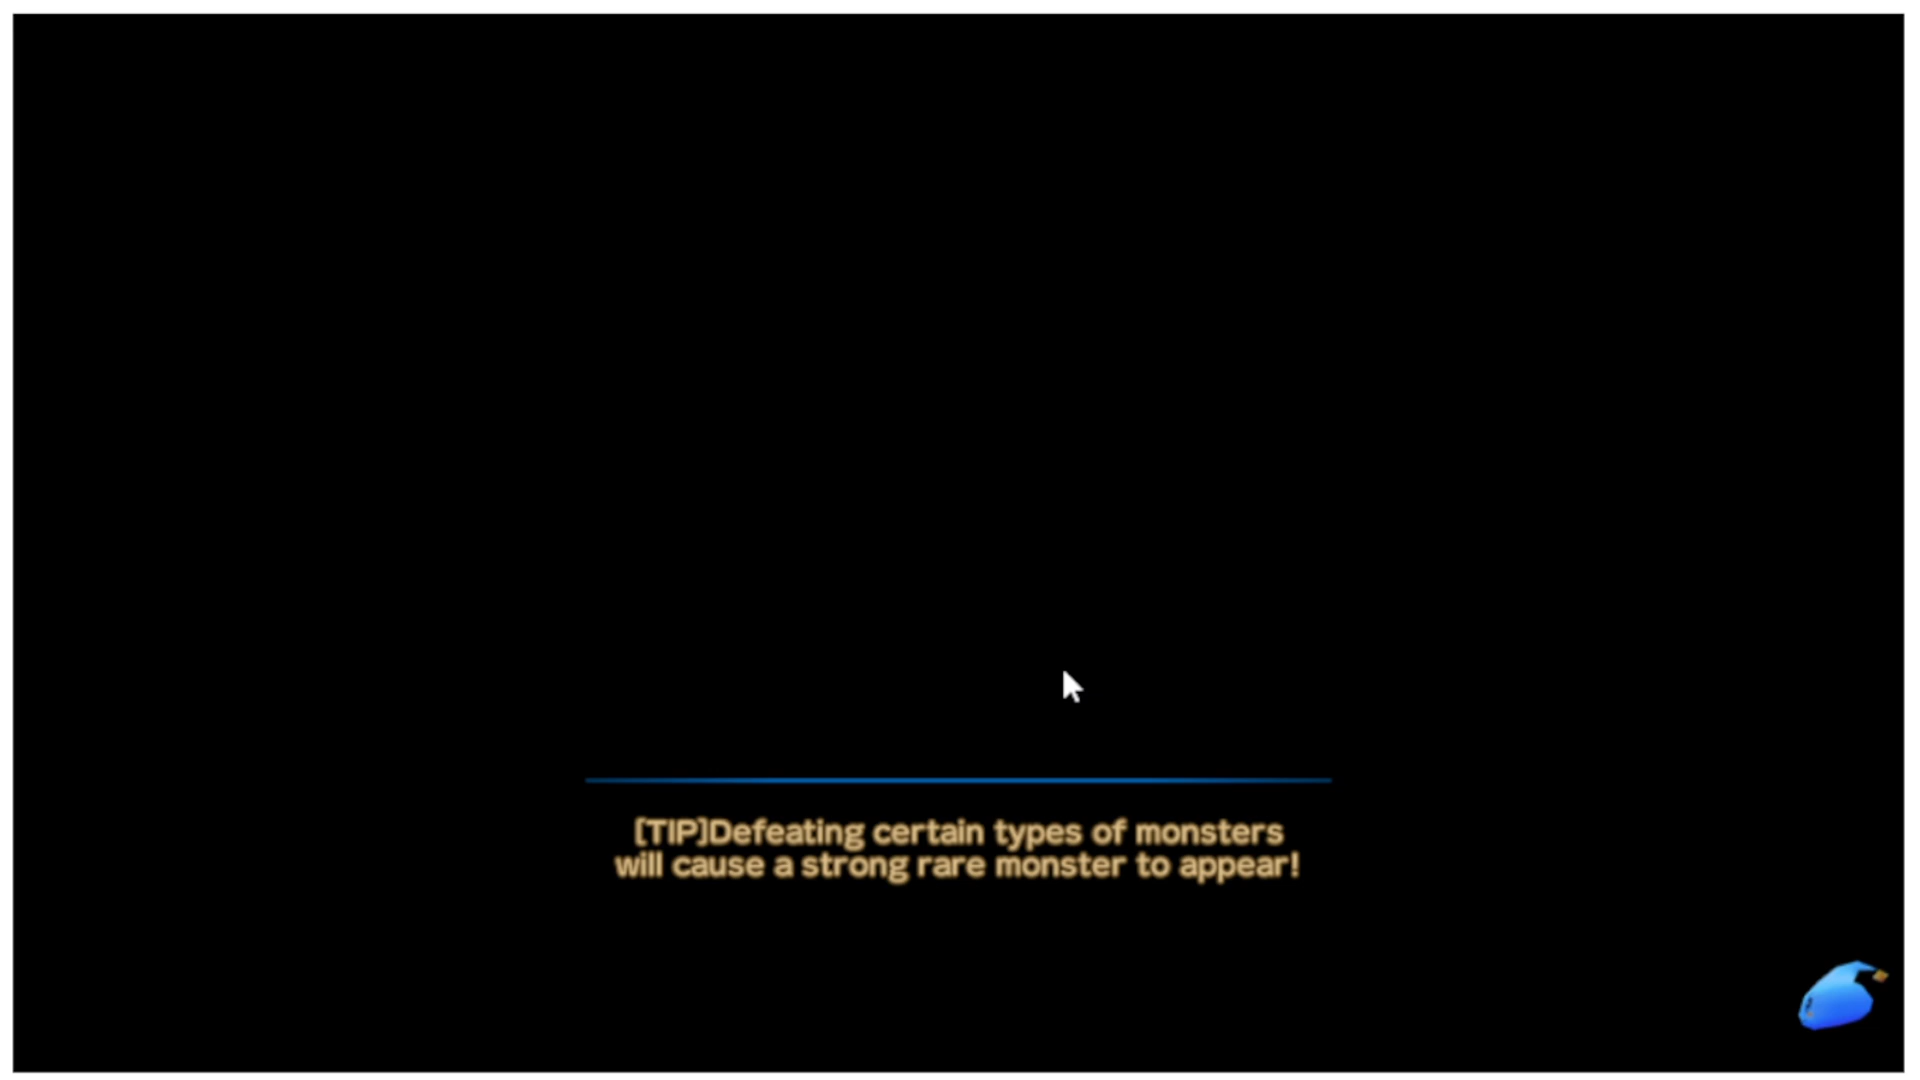 [TIP]Defeating certain types of monsters
will cause a strong rare monster to appear!